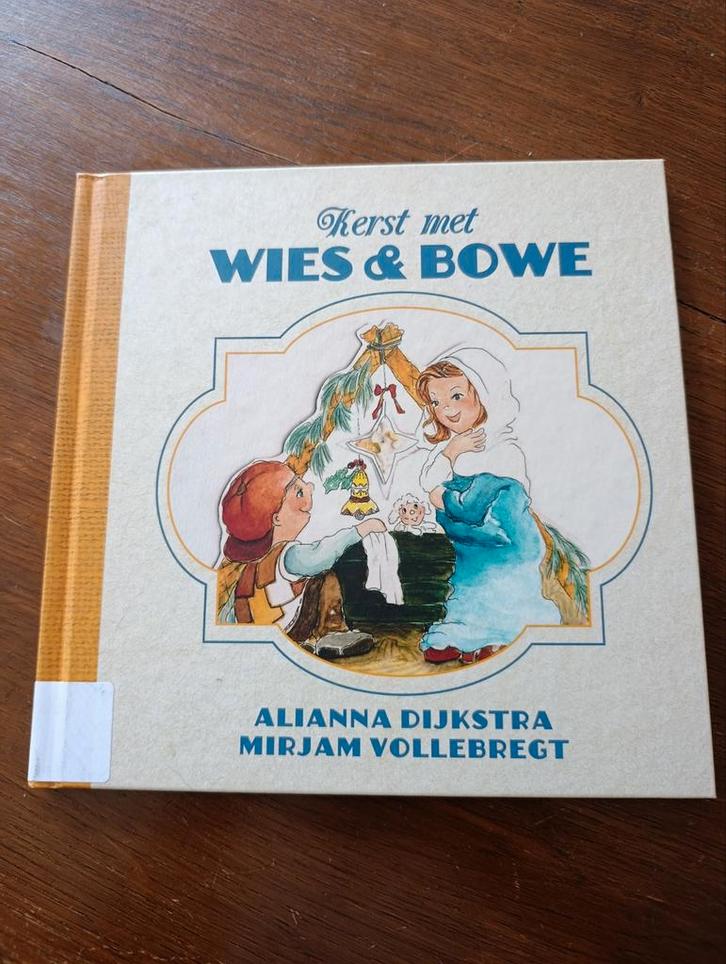 Kerst met
WIES & BOWE
ALIANNA DIJKSTRA
MIRJAM VOLLEBREGT